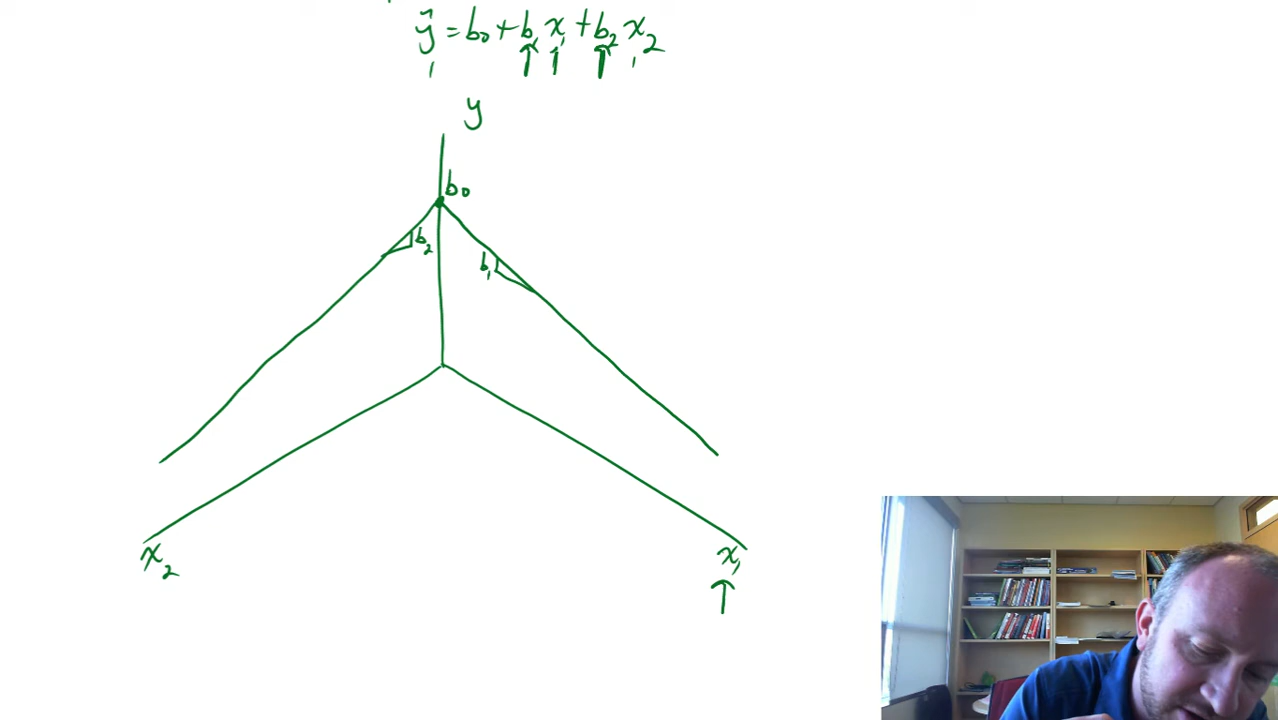 ŷ = b₀ + b₁x₁ + b₂x₂
y
b₀
b₂
b₁
x₂
x₁